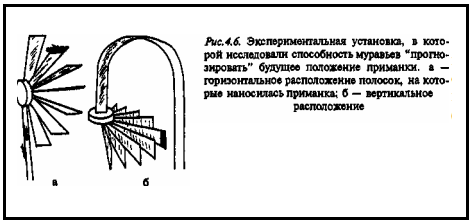 Рис.4.6. Экспериментальная установка, в кото-
рой исследовали способность муравьев "прогно-
зировать" будущее положение приманки. а —
горизонтальное расположение полосок, на кото-
рые наносилась приманка; б — вертикальное
расположение
а
б